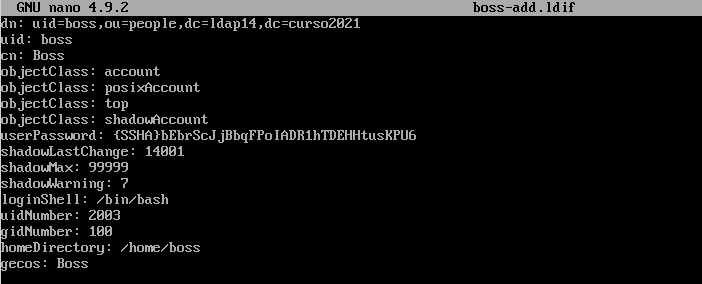 GNU nano 4.9.2 boss-add.ldif
dn: uid=boss,ou=people,dc=ldap14,dc=curso2021
uid: boss
cn: Boss
objectClass: account
objectClass: posixAccount
objectClass: top
objectClass: shadowAccount
userPassword: {SSHA}bEbrScJjBbqFPoIADR1hTDEHHtusKPU6
shadowLastChange: 14001
shadowMax: 99999
shadowWarning: 7
loginShell: /bin/bash
uidNumber: 2003
gidNumber: 100
homeDirectory: /home/boss
gecos: Boss